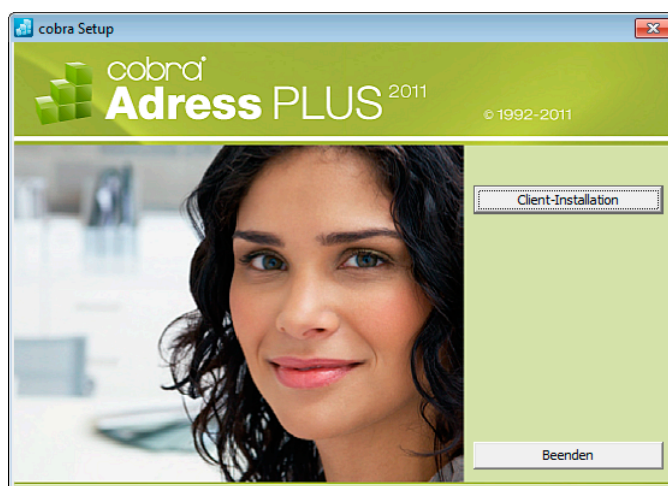 cobra Setup
cobra
Adress PLUS 2011
© 1992-2011
Client-Installation
Beenden